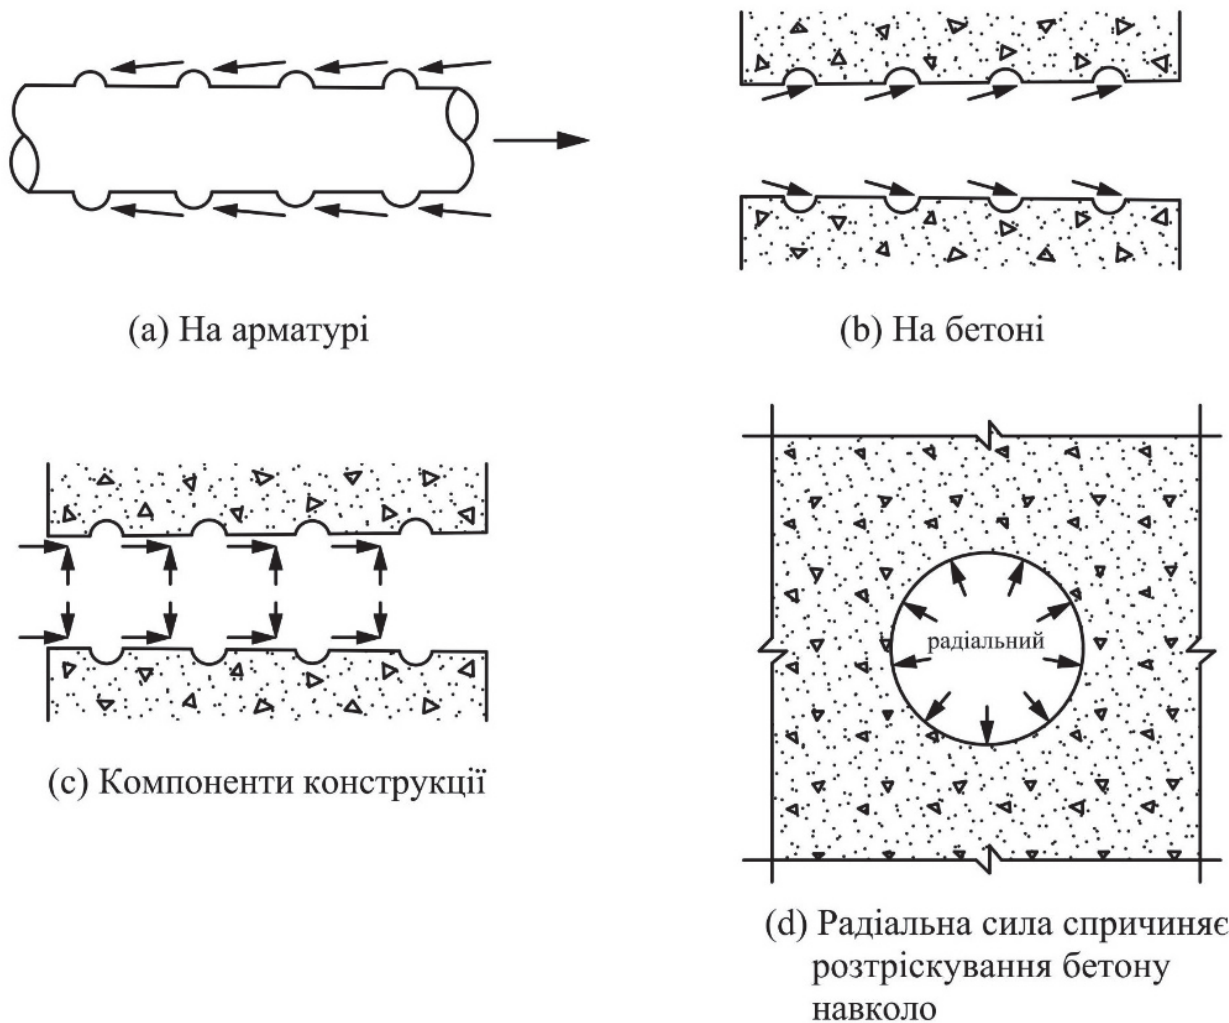 (a) На арматурі
(b) На бетоні
(c) Компоненти конструкції
радіальний
(d) Радіальна сила спричиняє
розтріскування бетону
навколо